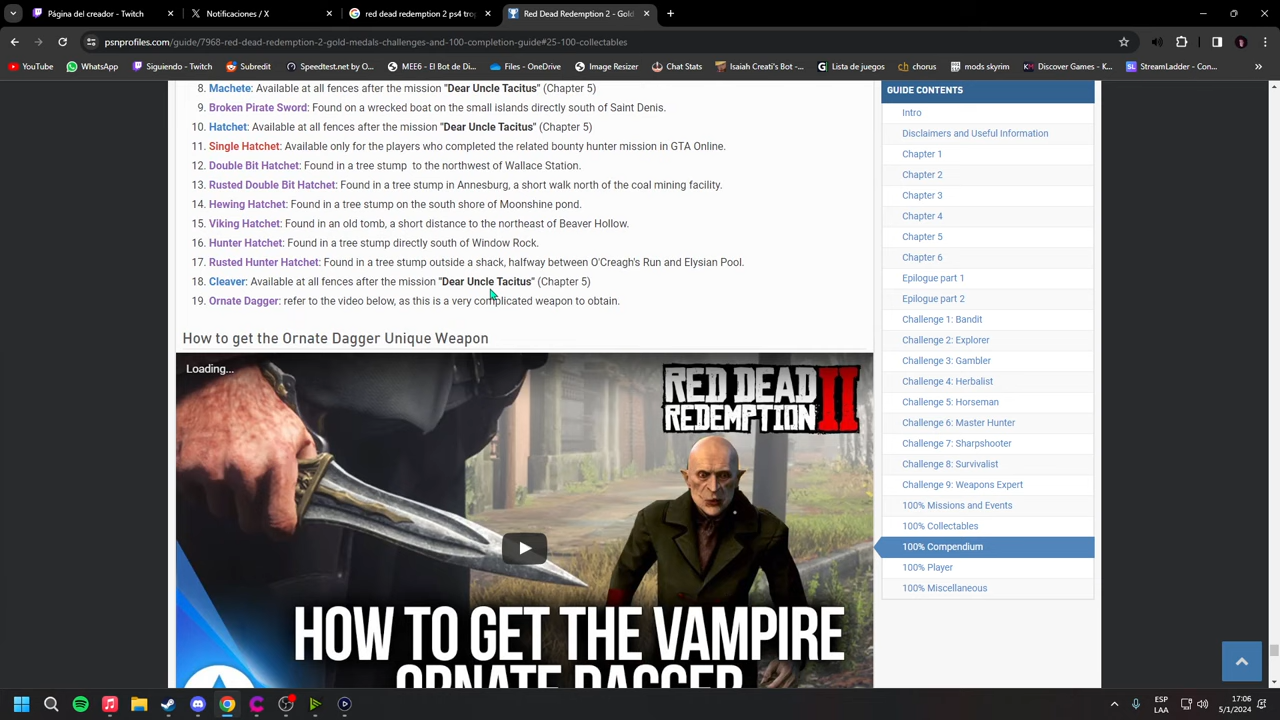 Página del creador - Twitch
Notificaciones / X
red dead redemption 2 ps4 tro
Red Dead Redemption 2 - Gold
psnprofiles.com/guide/7968-red-dead-redemption-2-gold-medals-challenges-and-100-completion-guide#25-100-collectables
YouTube
WhatsApp
Siguiendo - Twitch
Subredit
Speedtest.net by O...
MEE6 - El Bot de Di...
Files - OneDrive
Image Resizer
Chat Stats
Isaiah Creati's Bot -...
Lista de juegos
chorus
mods skyrim
Discover Games - K...
StreamLadder - Con...
8. Machete: Available at all fences after the mission "Dear Uncle Tacitus" (Chapter 5)
9. Broken Pirate Sword: Found on a wrecked boat on the small islands directly south of Saint Denis.
10. Hatchet: Available at all fences after the mission "Dear Uncle Tacitus" (Chapter 5)
11. Single Hatchet: Available only for the players who completed the related bounty hunter mission in GTA Online.
12. Double Bit Hatchet: Found in a tree stump to the northwest of Wallace Station.
13. Rusted Double Bit Hatchet: Found in a tree stump in Annesburg, a short walk north of the coal mining facility.
14. Hewing Hatchet: Found in a tree stump on the south shore of Moonshine pond.
15. Viking Hatchet: Found in an old tomb, a short distance to the northeast of Beaver Hollow.
16. Hunter Hatchet: Found in a tree stump directly south of Window Rock.
17. Rusted Hunter Hatchet: Found in a tree stump outside a shack, halfway between O'Creagh's Run and Elysian Pool.
18. Cleaver: Available at all fences after the mission "Dear Uncle Tacitus" (Chapter 5)
19. Ornate Dagger: refer to the video below, as this is a very complicated weapon to obtain.
How to get the Ornate Dagger Unique Weapon
Loading...
RED DEAD
REDEMPTION II
HOW TO GET THE VAMPIRE
ORNATE DAGGER
GUIDE CONTENTS
Intro
Disclaimers and Useful Information
Chapter 1
Chapter 2
Chapter 3
Chapter 4
Chapter 5
Chapter 6
Epilogue part 1
Epilogue part 2
Challenge 1: Bandit
Challenge 2: Explorer
Challenge 3: Gambler
Challenge 4: Herbalist
Challenge 5: Horseman
Challenge 6: Master Hunter
Challenge 7: Sharpshooter
Challenge 8: Survivalist
Challenge 9: Weapons Expert
100% Missions and Events
100% Collectables
100% Compendium
100% Player
100% Miscellaneous
ESP
LAA
17:06
5/1/2024